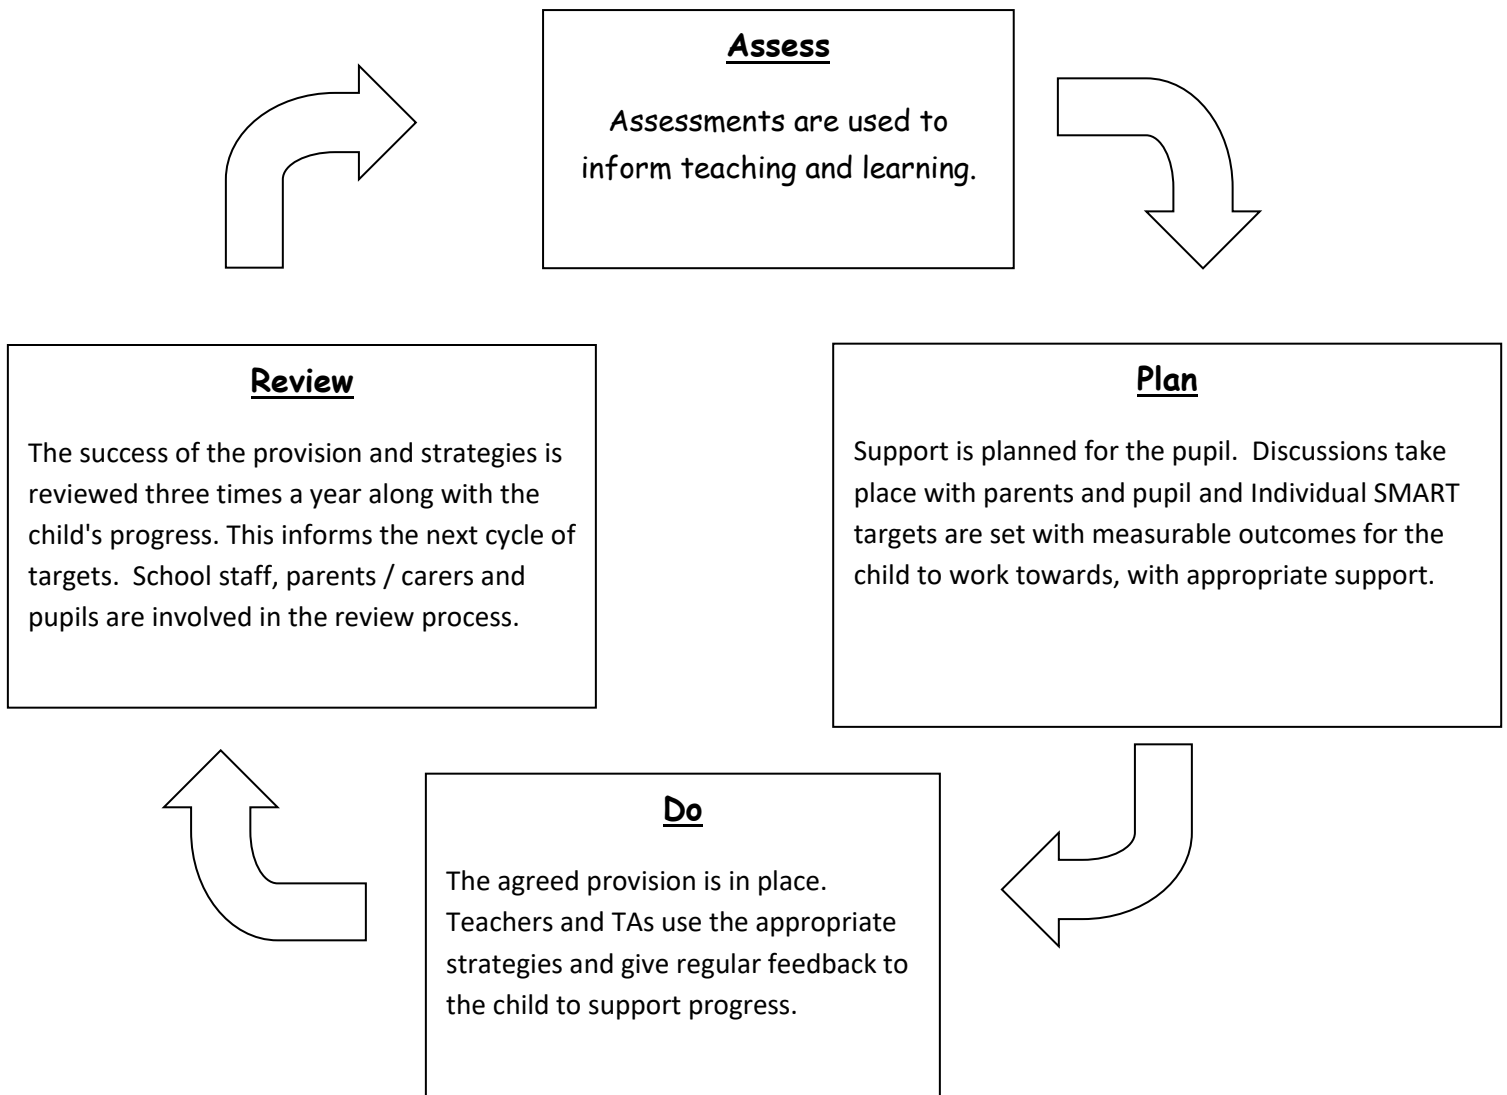 Assess
Assessments are used to
inform teaching and learning.
Plan
Support is planned for the pupil.  Discussions take
place with parents and pupil and Individual SMART
targets are set with measurable outcomes for the
child to work towards, with appropriate support.
Do
The agreed provision is in place.
Teachers and TAs use the appropriate
strategies and give regular feedback to
the child to support progress.
Review
The success of the provision and strategies is
reviewed three times a year along with the
child's progress. This informs the next cycle of
targets.  School staff, parents / carers and
pupils are involved in the review process.